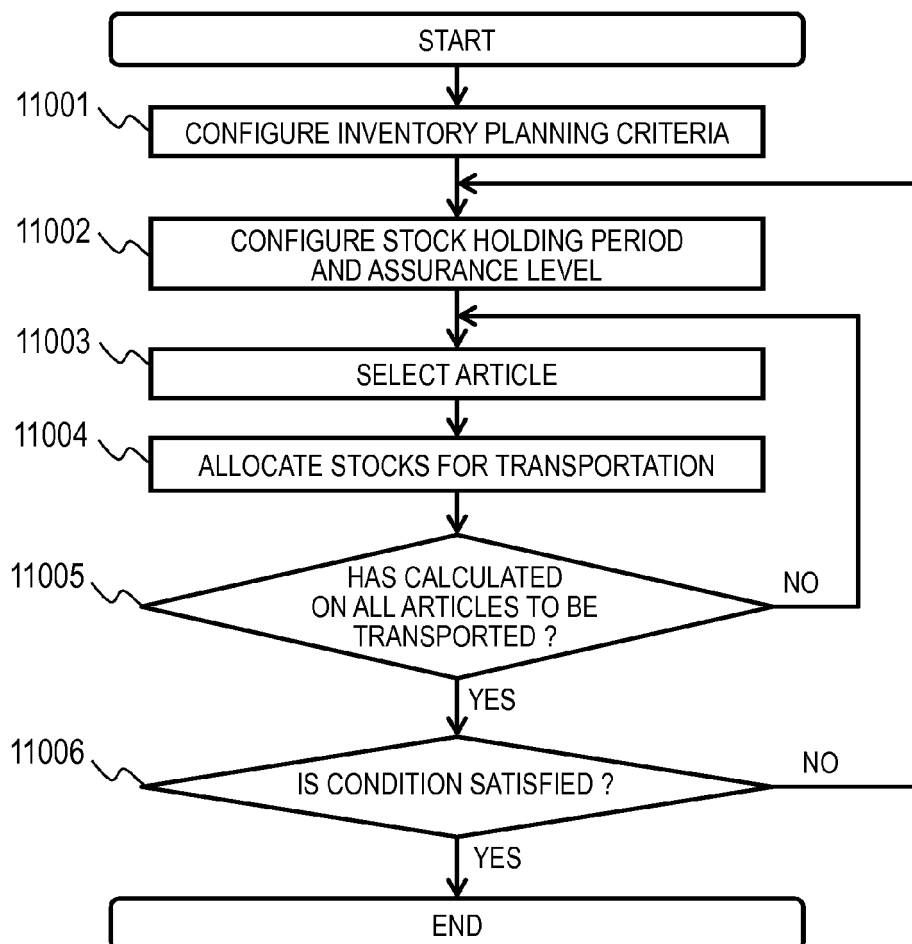 START
11001
CONFIGURE INVENTORY PLANNING CRITERIA
11002
CONFIGURE STOCK HOLDING PERIOD
AND ASSURANCE LEVEL
11003
SELECT ARTICLE
11004
ALLOCATE STOCKS FOR TRANSPORTATION
11005
HAS CALCULATED
ON ALL ARTICLES TO BE
TRANSPORTED ?
NO
YES
11006
IS CONDITION SATISFIED ?
NO
YES
END